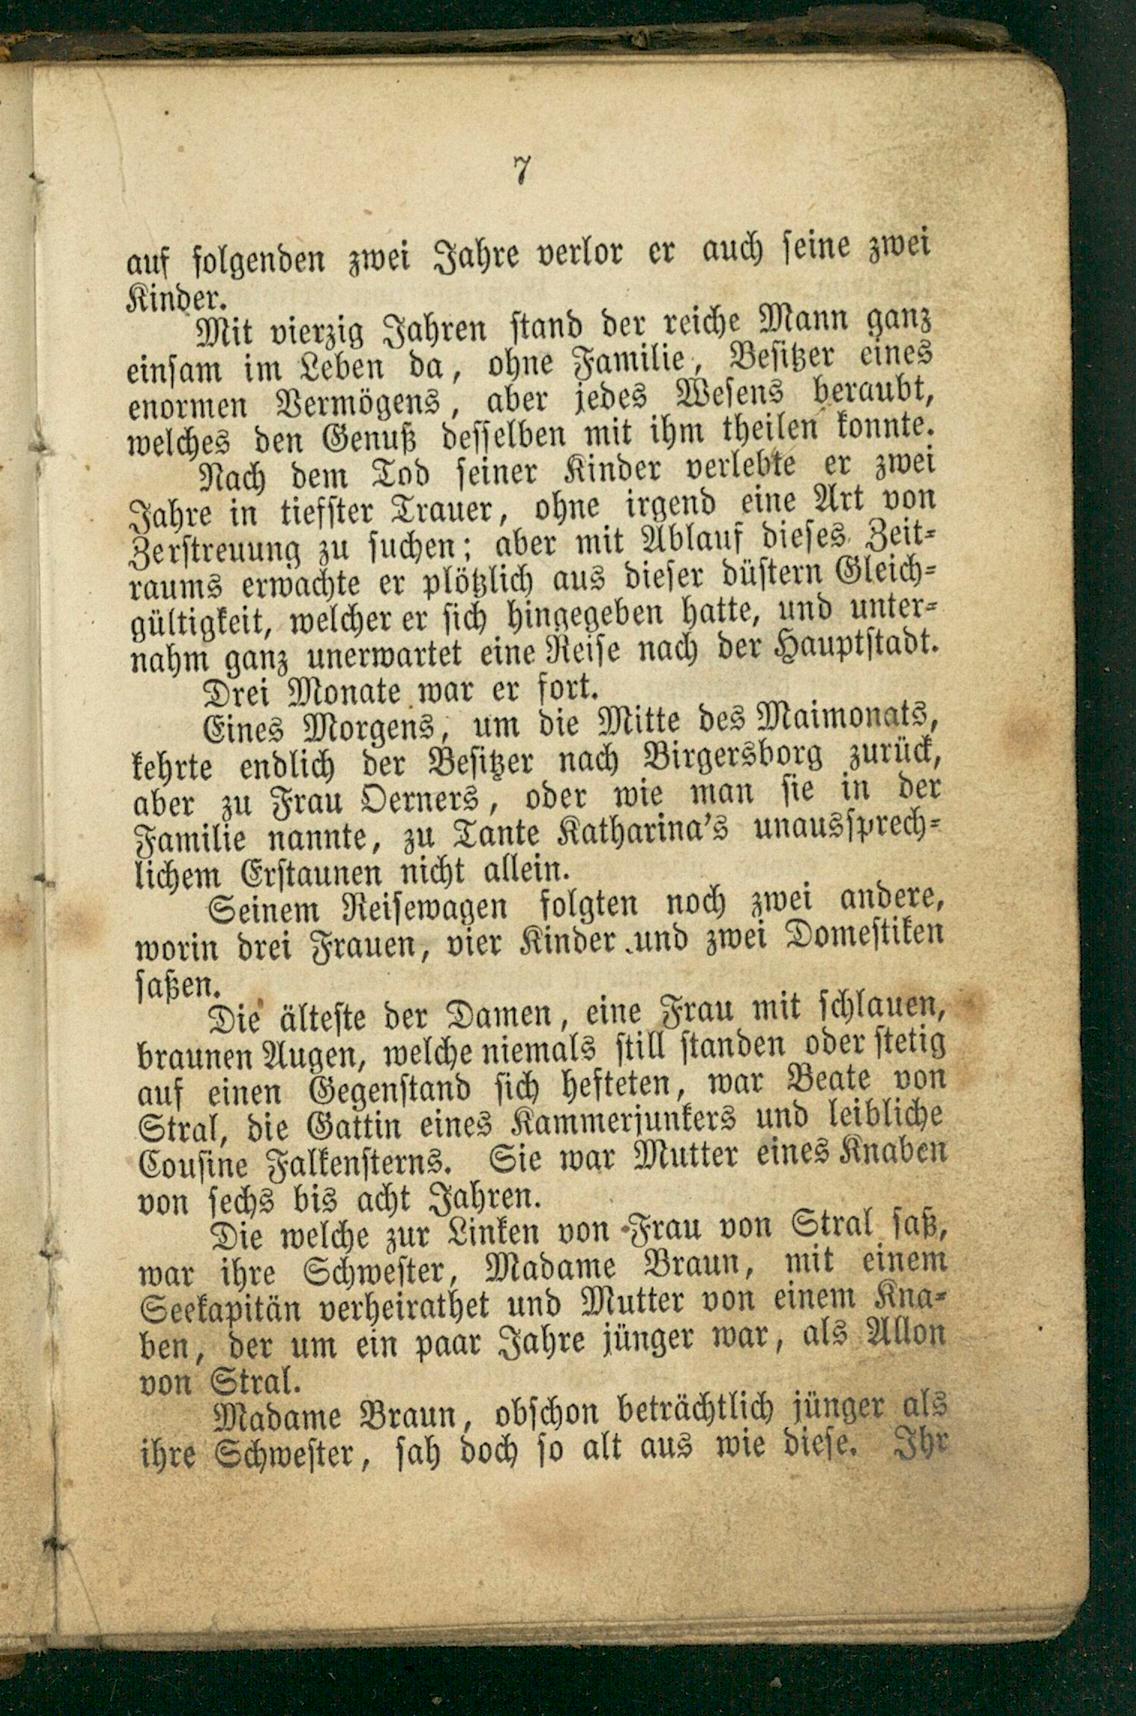 7
auf folgenden zwei Jahre verlor er auch seine zwei
Kinder.
Mit vierzig Jahren stand der reiche Mann ganz
einsam im Leben da, ohne Familie, Besitzer eines
enormen Vermögens, aber jedes Wesens beraubt,
welches den Genuß desselben mit ihm theilen konnte.
Nach dem Tod seiner Kinder verlebte er zwei
Jahre in tiefster Trauer, ohne irgend eine Art von
Zerstreuung zu suchen; aber mit Ablauf dieses Zeit-
raums erwachte er plötzlich aus dieser düstern Gleich-
gültigkeit, welcher er sich hingegeben hatte, und unter-
nahm ganz unerwartet eine Reise nach der Hauptstadt.
Drei Monate war er fort.
Eines Morgens, um die Mitte des Maimonats,
kehrte endlich der Besitzer nach Birgersborg zurück,
aber zu Frau Oerners, oder wie man sie in der
Familie nannte, zu Tante Katharina's unaussprech-
lichem Erstaunen nicht allein.
Seinem Reisewagen folgten noch zwei andere,
worin drei Frauen, vier Kinder und zwei Domestiken
saßen.
Die älteste der Damen, eine Frau mit schlauen,
braunen Augen, welche niemals still standen oder stetig
auf einen Gegenstand sich hefteten, war Beate von
Stral, die Gattin eines Kammerjunkers und leibliche
Cousine Falkensterns. Sie war Mutter eines Knaben
von sechs bis acht Jahren.
Die welche zur Linken von Frau von Stral saß,
war ihre Schwester, Madame Braun, mit einem
Seekapitän verheirathet und Mutter von einem Kna-
ben, der um ein paar Jahre jünger war, als Allon
von Stral.
Madame Braun, obschon beträchtlich jünger als
ihre Schwester, sah doch so alt aus wie diese. Ihr